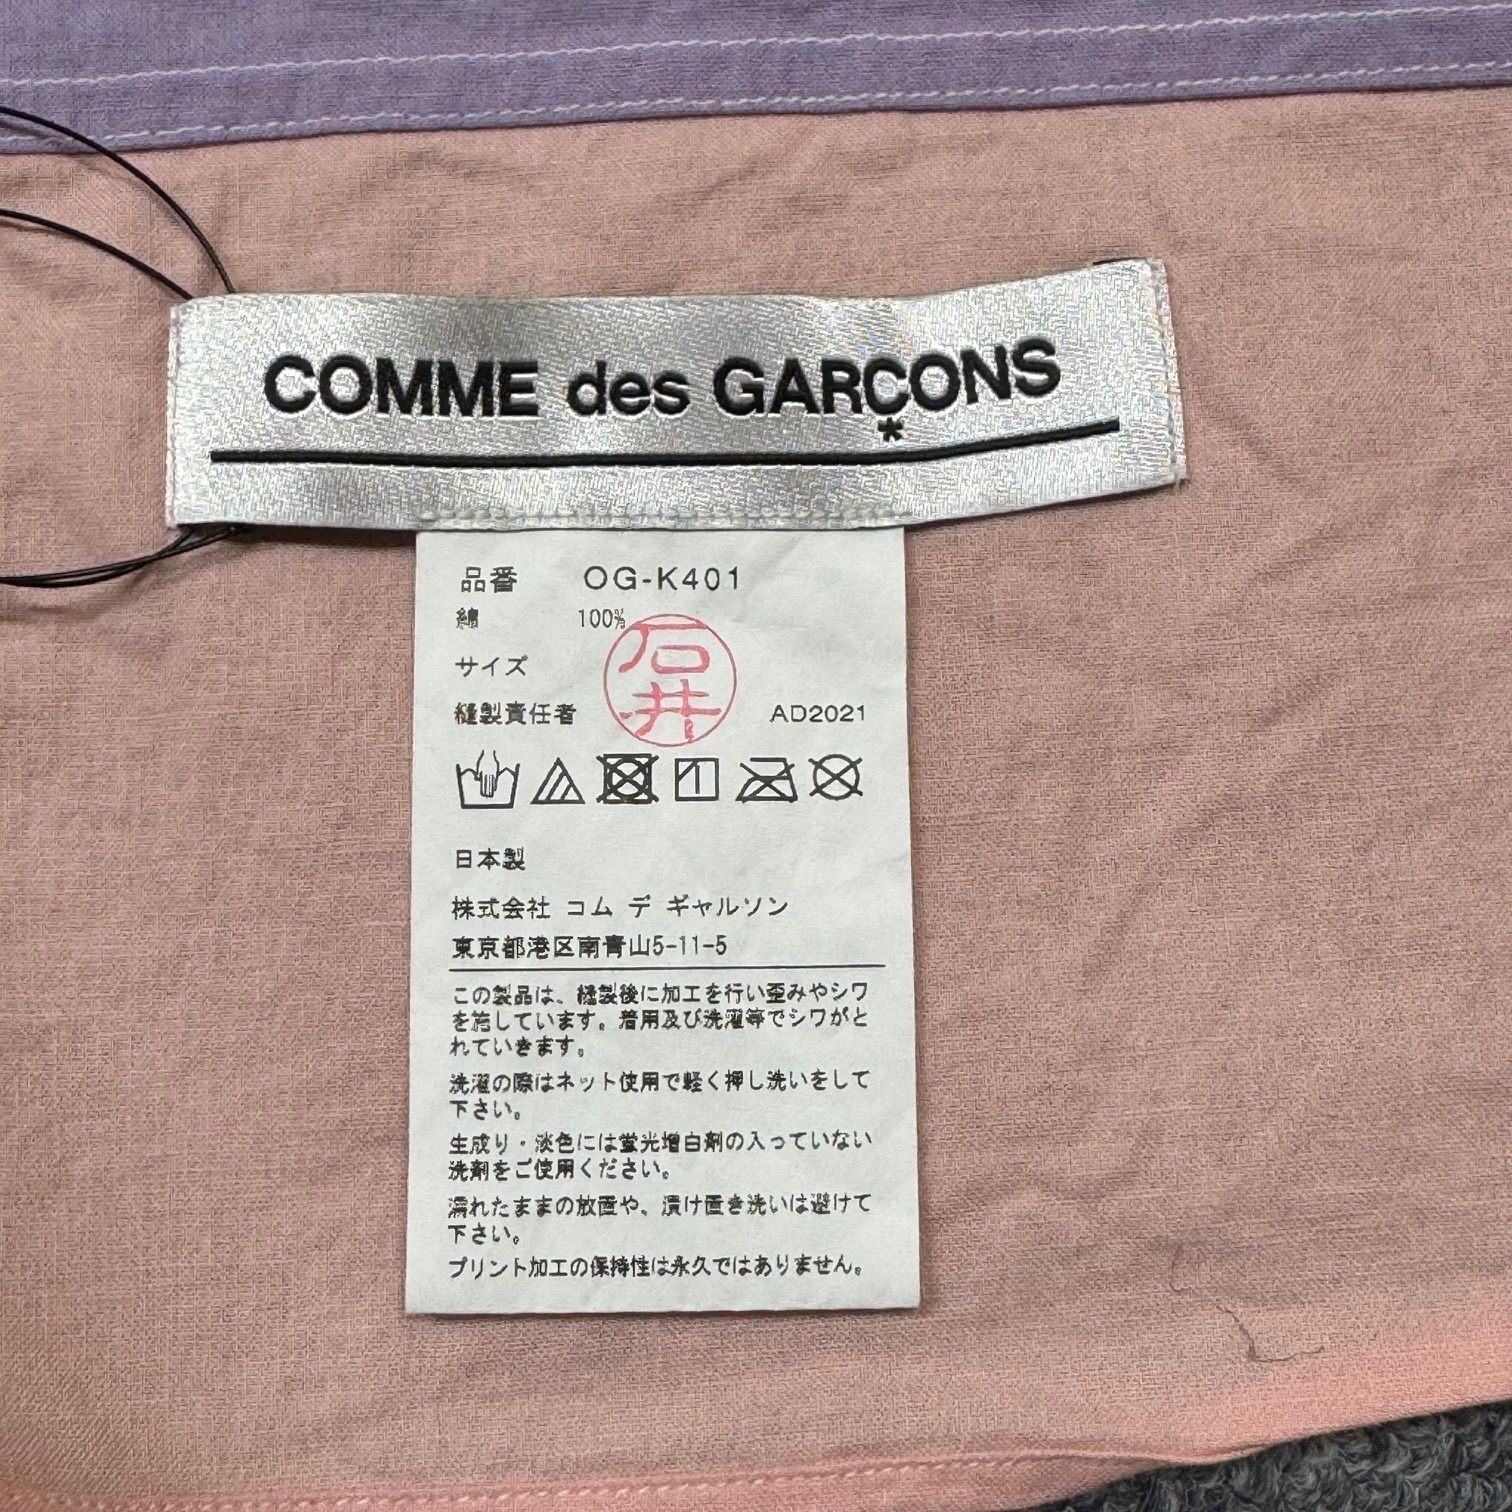 COMME des GARÇONS
*
品番 OG-K401
綿 100%
石井
サイズ
縫製責任者 AD2021
日本製
株式会社 コム デ ギャルソン
東京都港区南青山5-11-5
この製品は、縫製後に加工を行い歪みやシワ
を施しています。着用及び洗濯等でシワがと
れていきます。
洗濯の際はネット使用で軽く押し洗いをして
下さい。
生成り・淡色には蛍光増白剤の入っていない
洗剤をご使用ください。
濡れたままの放置や、漬け置き洗いは避けて
下さい。
プリント加工の保持性は永久ではありません。